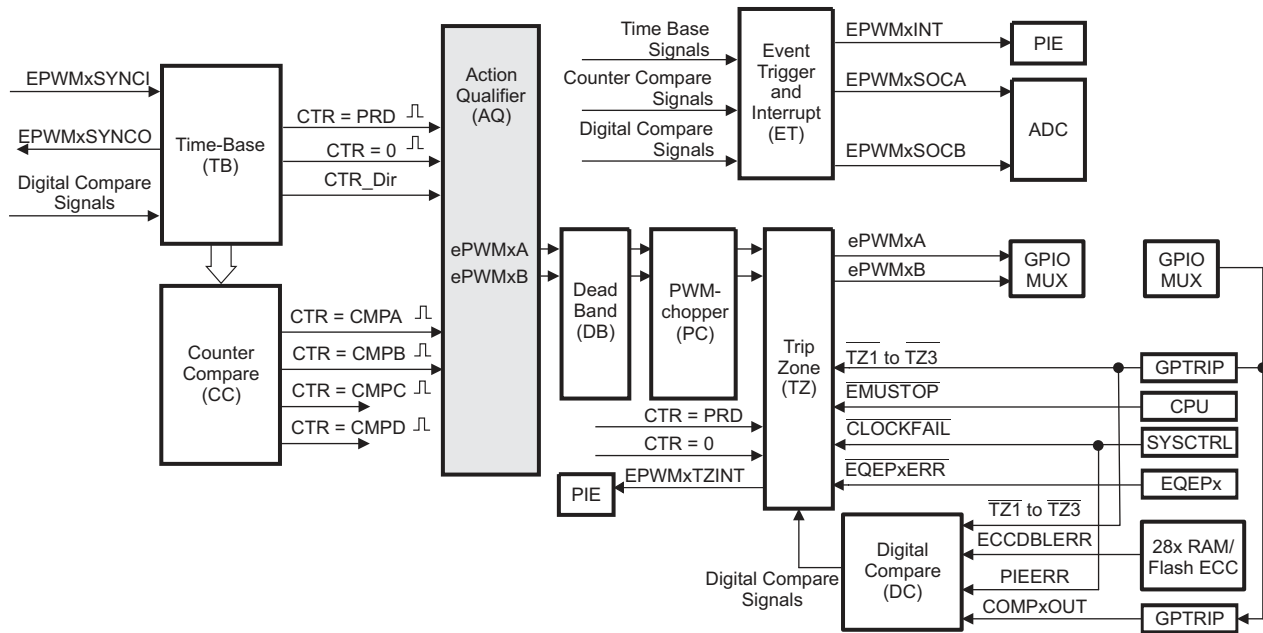 EPWMxSYNCI
EPWMxSYNCO
Digital Compare
Signals
Time-Base
(TB)
CTR = PRD
CTR = 0
CTR_Dir
Counter
Compare
(CC)
CTR = CMPA
CTR = CMPB
CTR = CMPC
CTR = CMPD
Action
Qualifier
(AQ)
ePWMxA
ePWMxB
Time Base
Signals
Counter Compare
Signals
Digital Compare
Signals
Event
Trigger
and
Interrupt
(ET)
EPWMxINT
EPWMxSOCA
EPWMxSOCB
PIE
ADC
Dead
Band
(DB)
PWM-
chopper
(PC)
Trip
Zone
(TZ)
ePWMxA
ePWMxB
GPIO
MUX
GPIO
MUX
TZ1 to TZ3
GPTRIP
EMUSTOP
CPU
CLOCKFAIL
SYSCTRL
EQEPxERR
EQEPx
CTR = PRD
CTR = 0
EPWMxTZINT
PIE
Digital Compare
Signals
Digital
Compare
(DC)
TZ1 to TZ3
ECCDBLERR
28x RAM/
Flash ECC
PIEERR
COMPxOUT
GPTRIP